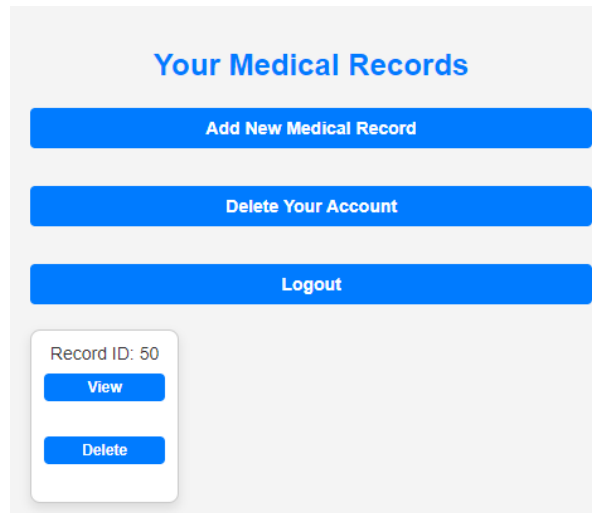 Your Medical Records
Add New Medical Record
Delete Your Account
Logout
Record ID: 50
View
Delete